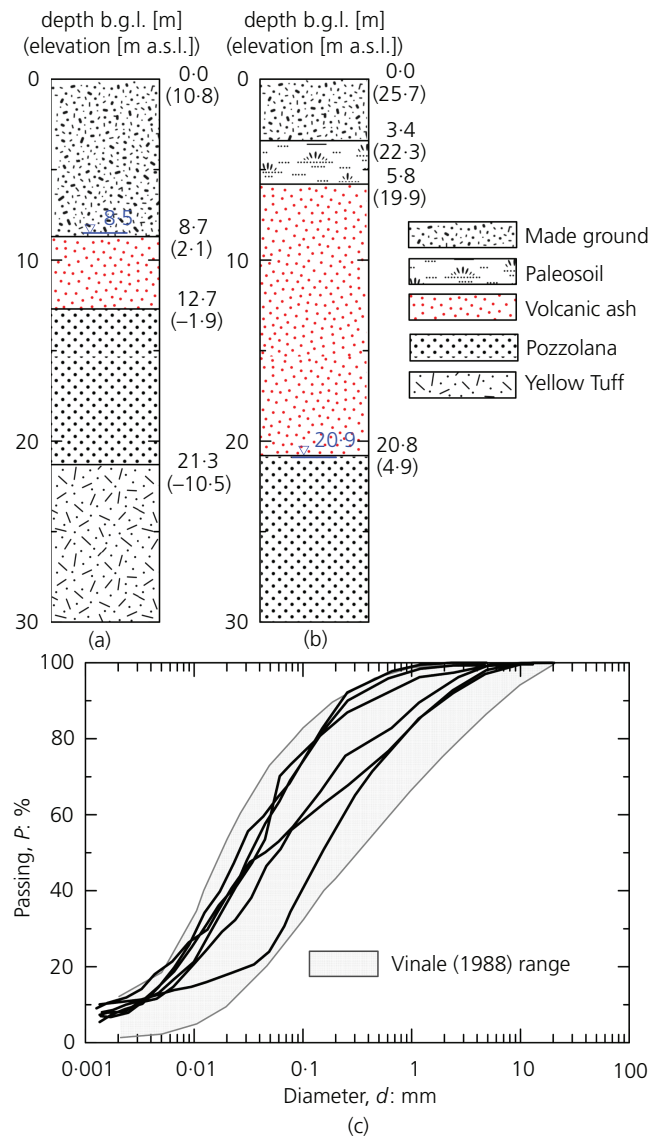 depth b.g.l. [m]
(elevation [m a.s.l.])
0
0·0
(10·8)
8·5
8·7
(2·1)
10
12·7
(−1·9)
20
21·3
(−10·5)
30
(a)
depth b.g.l. [m]
(elevation [m a.s.l.])
0
0·0
(25·7)
3·4
(22·3)
5·8
(19·9)
10
20
20·9
20·8
(4·9)
30
(b)
Made ground
Paleosoil
Volcanic ash
Pozzolana
Yellow Tuff
100
80
60
40
20
0
Passing, P: %
Vinale (1988) range
0·001 0·01 0·1 1 10 100
Diameter, d: mm
(c)